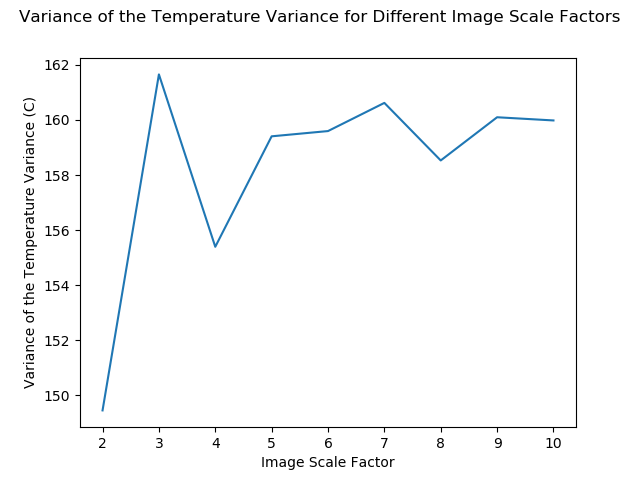 Variance of the Temperature Variance for Different Image Scale Factors
162
160
158
156
154
152
150
Variance of the Temperature Variance (C)
2 3 4 5 6 7 8 9 10
Image Scale Factor